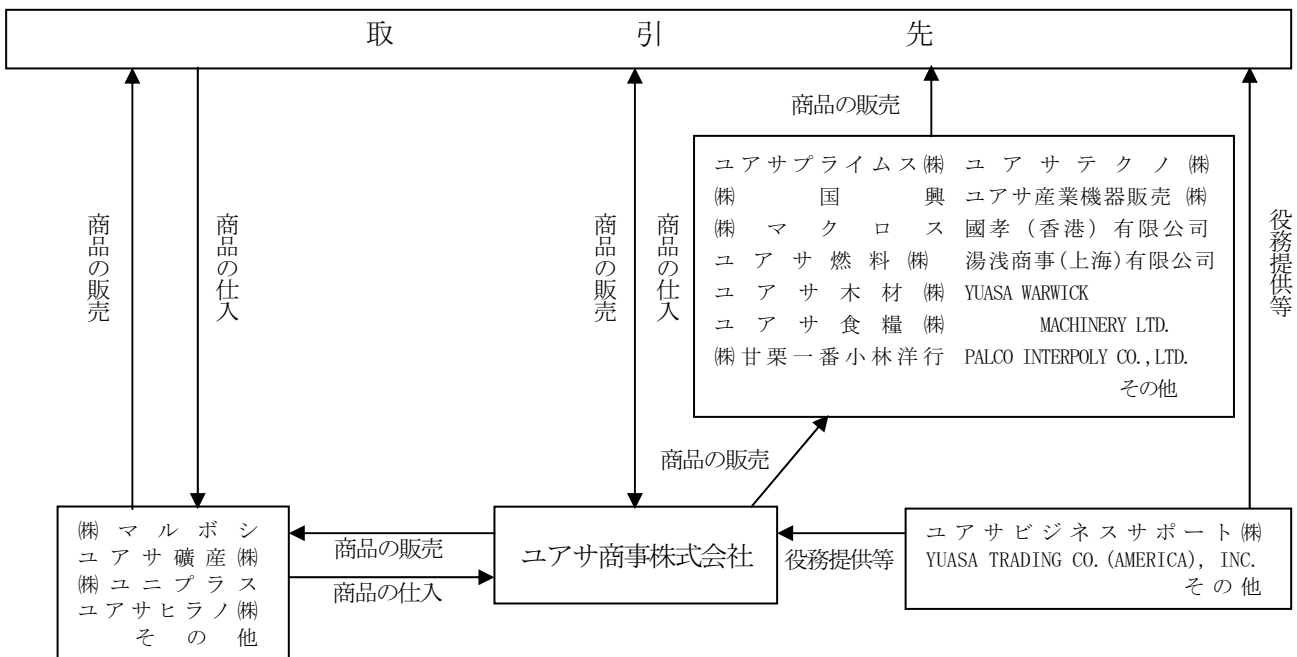 取引先
商品の販売
商品の仕入
商品の販売
商品の仕入
商品の販売
役務提供等
ユアサプライムス㈱ ユアサテクノ㈱
㈱国興 ユアサ産業機器販売㈱
㈱マクロス 國孝(香港)有限公司
ユアサ燃料㈱ 湯浅商事(上海)有限公司
ユアサ木材㈱ YUASA WARWICK
ユアサ食糧㈱ MACHINERY LTD.
㈱甘栗一番小林洋行 PALCO INTERPOLY CO.,LTD.
その他
商品の販売
㈱マルボシ
ユアサ礦産㈱
㈱ユニプラス
ユアサヒラノ㈱
その他
商品の販売
商品の仕入
ユアサ商事株式会社
役務提供等
ユアサビジネスサポート㈱
YUASA TRADING CO.(AMERICA), INC.
その他